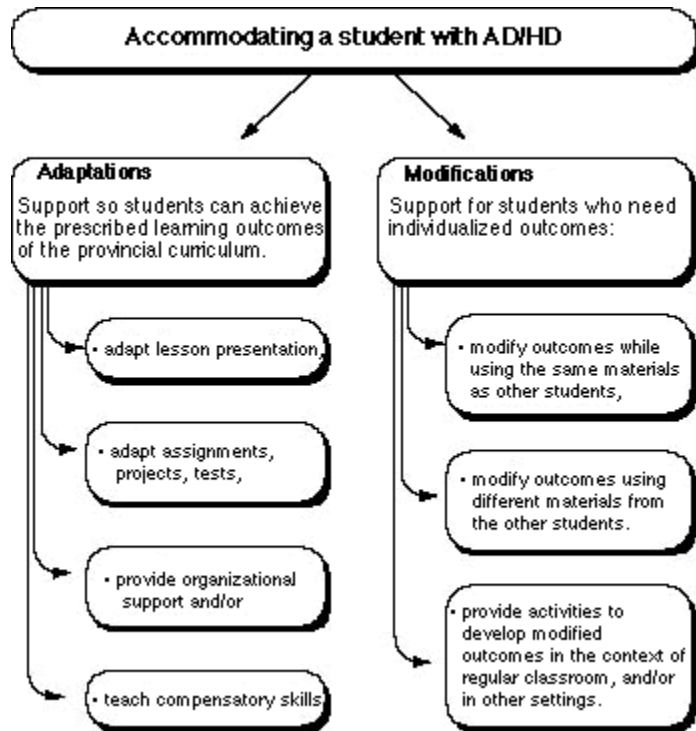 Accommodating a student with AD/HD
Adaptations
Support so students can achieve
the prescribed learning outcomes
of the provincial curriculum.
• adapt lesson presentation,
• adapt assignments,
projects, tests,
• provide organizational
support and/or
• teach compensatory skills
Modifications
Support for students who need
individualized outcomes:
• modify outcomes while
using the same materials
as other students,
• modify outcomes using
different materials from
the other students.
• provide activities to
develop modified
outcomes in the context of
regular classroom, and/or
in other settings.